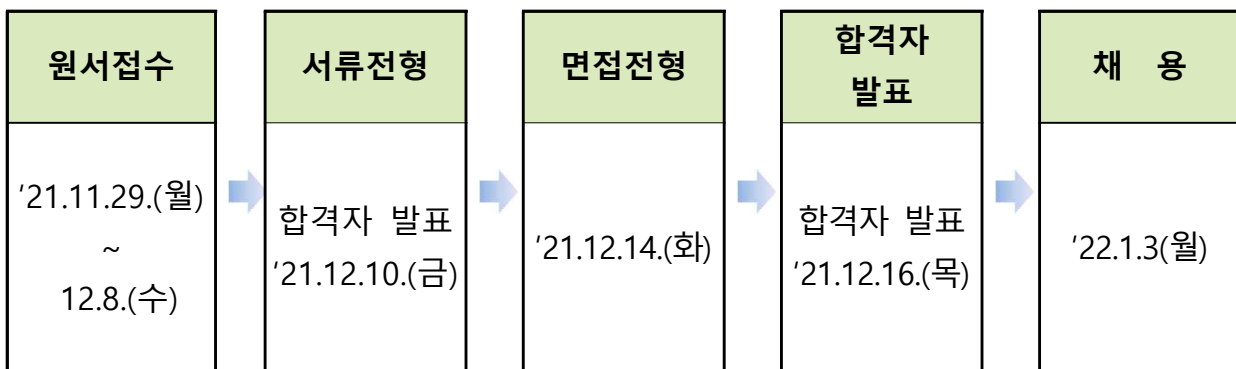 원서접수
'21.11.29.(월)
~
12.8.(수)
서류전형
합격자 발표
'21.12.10.(금)
면접전형
'21.12.14.(화)
합격자
발표
합격자 발표
'21.12.16.(목)
채 용
'22.1.3(월)